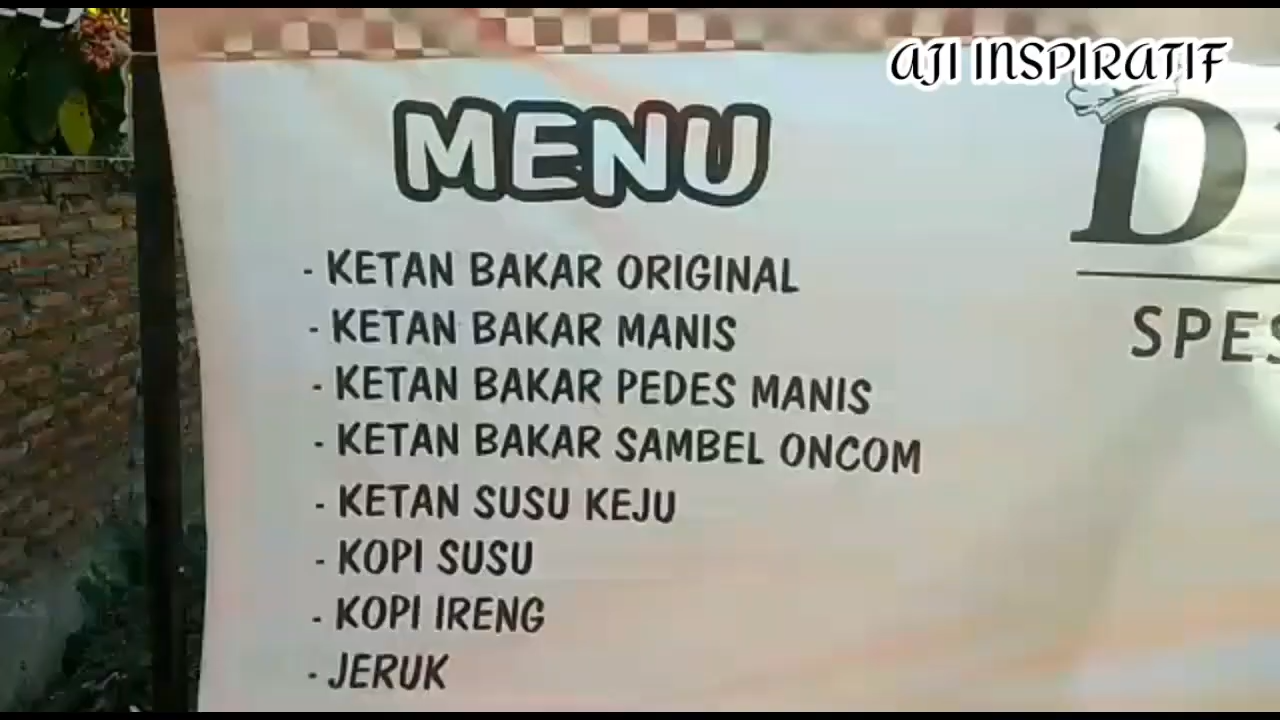 AJI INSPIRATIF
MENU
- KETAN BAKAR ORIGINAL
- KETAN BAKAR MANIS
- KETAN BAKAR PEDES MANIS
- KETAN BAKAR SAMBEL ONCOM
- KETAN SUSU KEJU
- KOPI SUSU
- KOPI IRENG
- JERUK